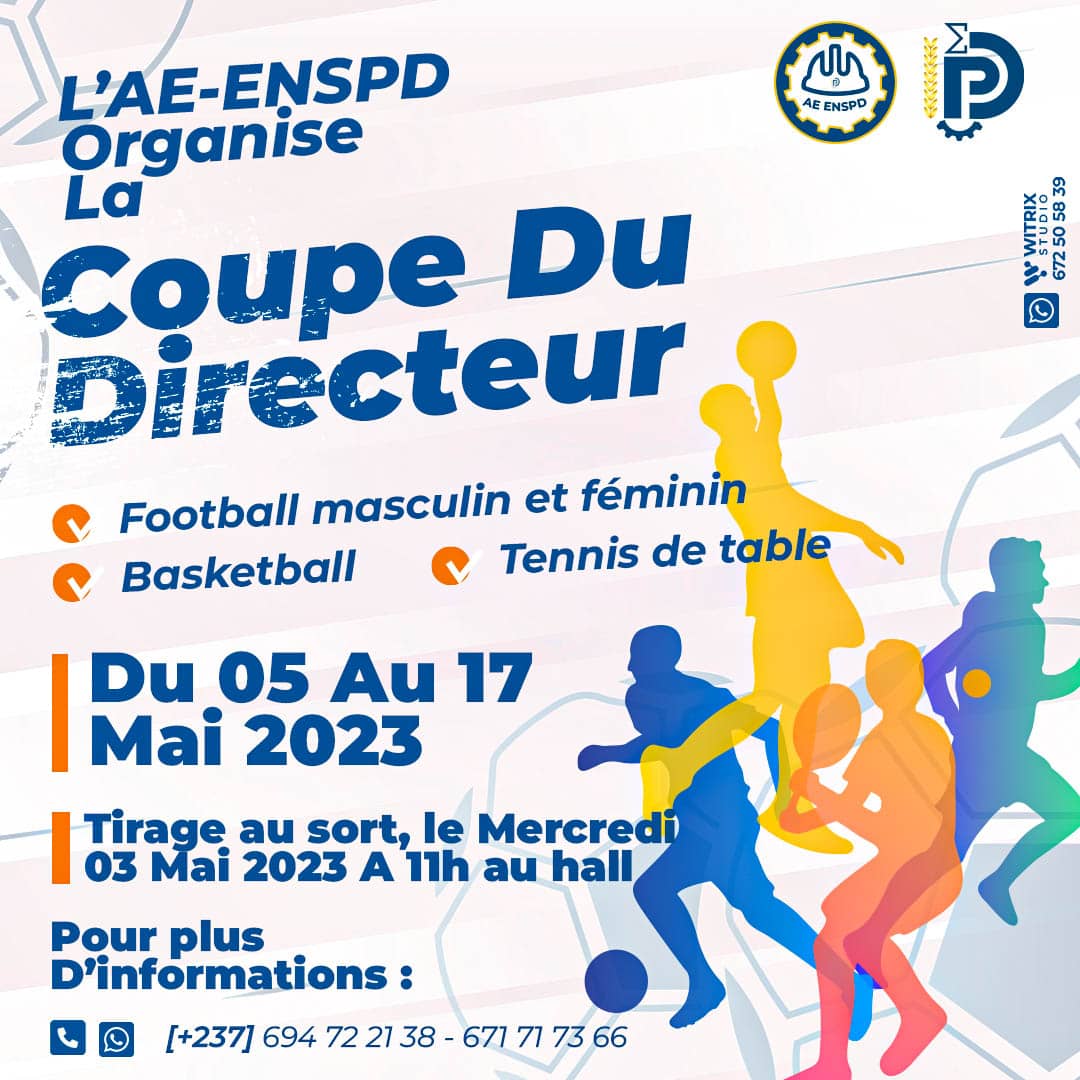 L'AE-ENSPD
Organise
La
Coupe Du
Directeur
Football masculin et féminin
Basketball
Tennis de table
Du 05 Au 17
Mai 2023
Tirage au sort, le Mercredi
03 Mai 2023 A 11h au hall
Pour plus
D'informations :
[+237] 694 72 21 38 - 671 71 73 66
AE ENSPD
ΣPD
WITRIX
STUDIO
672 50 58 39